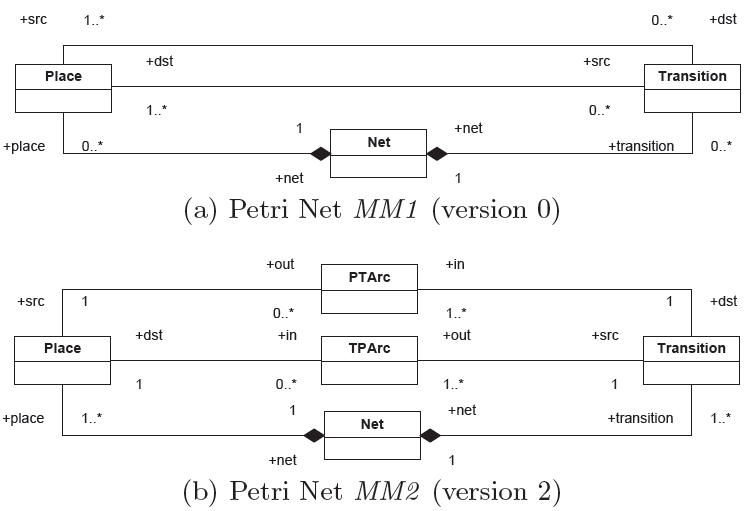 +src 1..* 0..* +dst
Place +dst +src Transition
1..* 0..*
+place 0..* 1 Net +net +transition 0..*
+net 1
(a) Petri Net MM1 (version 0)
+out PTArc +in
+src 1 0..* 1..* 1 +dst
Place +dst +in TPArc +out +src Transition
1 0..* 1..* 1
+place 1..* 1 Net +net +transition 1..*
+net 1
(b) Petri Net MM2 (version 2)